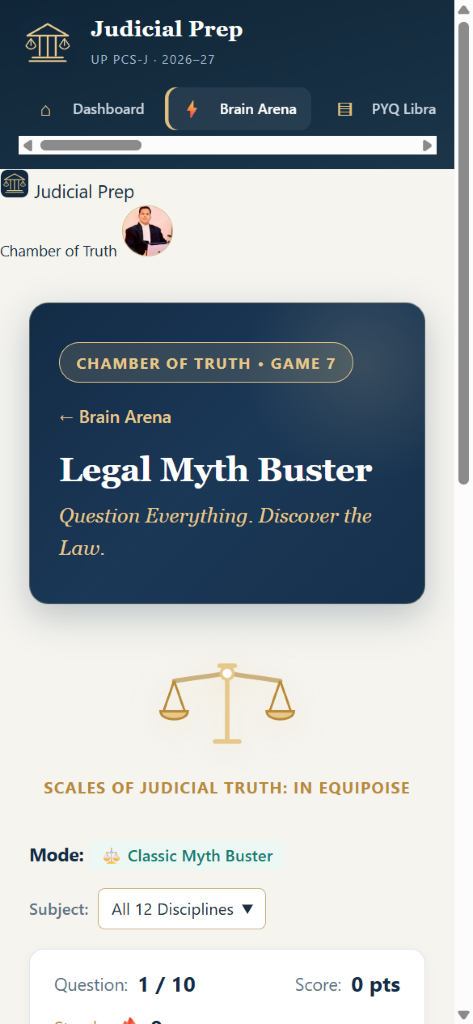 Judicial Prep
UP PCS-J · 2026–27
Dashboard
Brain Arena
PYQ Libra
Judicial Prep
Chamber of Truth
CHAMBER OF TRUTH • GAME 7
← Brain Arena
Legal Myth Buster
Question Everything. Discover the
Law.
SCALES OF JUDICIAL TRUTH: IN EQUIPOISE
Mode: Classic Myth Buster
Subject: All 12 Disciplines ▼
Question: 1 / 10 Score: 0 pts